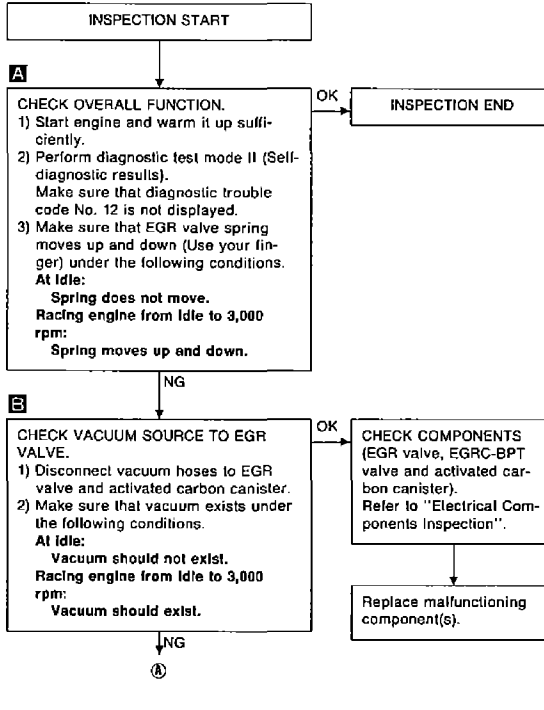 INSPECTION START
A
CHECK OVERALL FUNCTION.
1) Start engine and warm it up suffi-
ciently.
2) Perform diagnostic test mode II (Self-
diagnostic results).
Make sure that diagnostic trouble
code No. 12 is not displayed.
3) Make sure that EGR valve spring
moves up and down (Use your fin-
ger) under the following conditions.
At idle:
Spring does not move.
Racing engine from idle to 3,000
rpm:
Spring moves up and down.
OK
INSPECTION END
NG
B
CHECK VACUUM SOURCE TO EGR
VALVE.
1) Disconnect vacuum hoses to EGR
valve and activated carbon canister.
2) Make sure that vacuum exists under
the following conditions.
At idle:
Vacuum should not exist.
Racing engine from idle to 3,000
rpm:
Vacuum should exist.
OK
CHECK COMPONENTS
(EGR valve, EGRC-BPT
valve and activated car-
bon canister).
Refer to "Electrical Com-
ponents Inspection".
Replace malfunctioning
component(s).
NG
Ⓐ